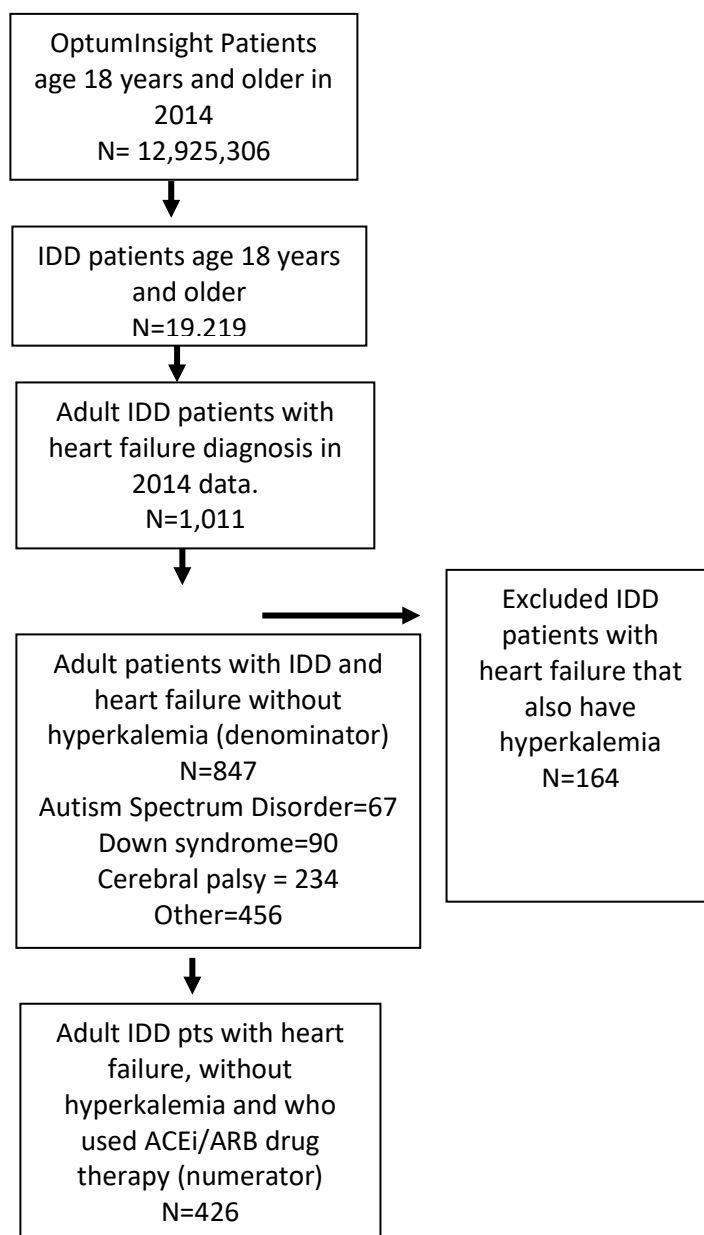 OptumInsight Patients
age 18 years and older in
2014
N= 12,925,306
IDD patients age 18 years
and older
N=19.219
Adult IDD patients with
heart failure diagnosis in
2014 data.
N=1,011
Excluded IDD
patients with
heart failure that
also have
hyperkalemia
N=164
Adult patients with IDD and
heart failure without
hyperkalemia (denominator)
N=847
Autism Spectrum Disorder=67
Down syndrome=90
Cerebral palsy = 234
Other=456
Adult IDD pts with heart
failure, without
hyperkalemia and who
used ACEi/ARB drug
therapy (numerator)
N=426